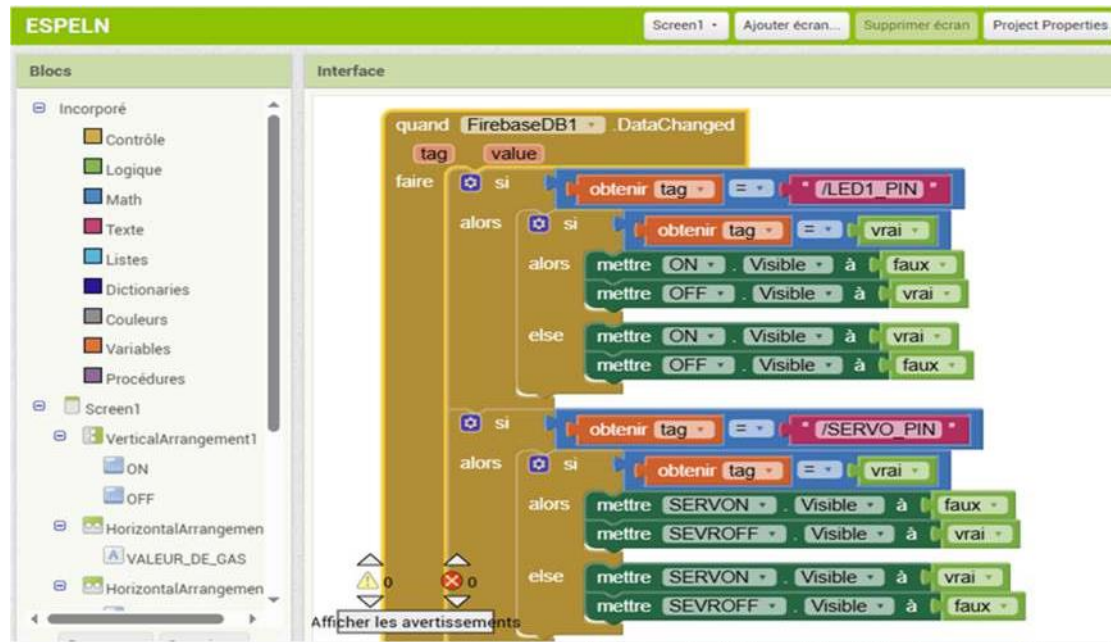 ESPELN
Screen1
Ajouter écran...
Supprimer écran
Project Properties
Blocs
Interface
Incorporé
Contrôle
Logique
Math
Texte
Listes
Dictionaries
Couleurs
Variables
Procédures
Screen1
VerticalArrangement1
ON
OFF
HorizontalArrangemen
VALEUR_DE_GAS
HorizontalArrangemen
quand FirebaseDB1 .DataChanged
tag value
faire si obtenir tag = " /LED1_PIN "
alors si obtenir tag = vrai
alors mettre ON . Visible à faux
mettre OFF . Visible à vrai
else mettre ON . Visible à vrai
mettre OFF . Visible à faux
si obtenir tag = " /SERVO_PIN "
alors si obtenir tag = vrai
alors mettre SERVON . Visible à faux
mettre SEVROFF . Visible à vrai
else mettre SERVON . Visible à vrai
mettre SEVROFF . Visible à faux
0 0
Afficher les avertissements